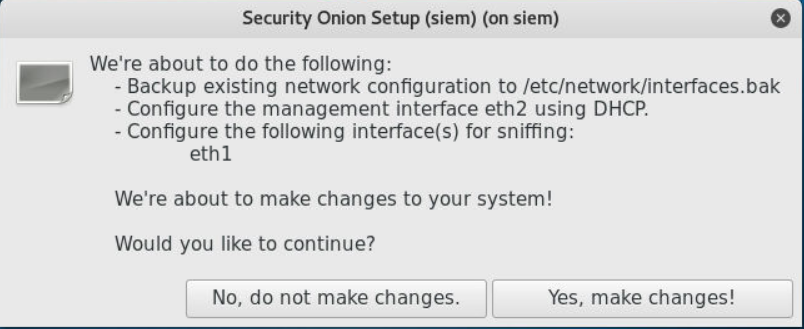 Security Onion Setup (siem) (on siem)
We're about to do the following:
- Backup existing network configuration to /etc/network/interfaces.bak
- Configure the management interface eth2 using DHCP.
- Configure the following interface(s) for sniffing:
eth1
We're about to make changes to your system!
Would you like to continue?
No, do not make changes.
Yes, make changes!